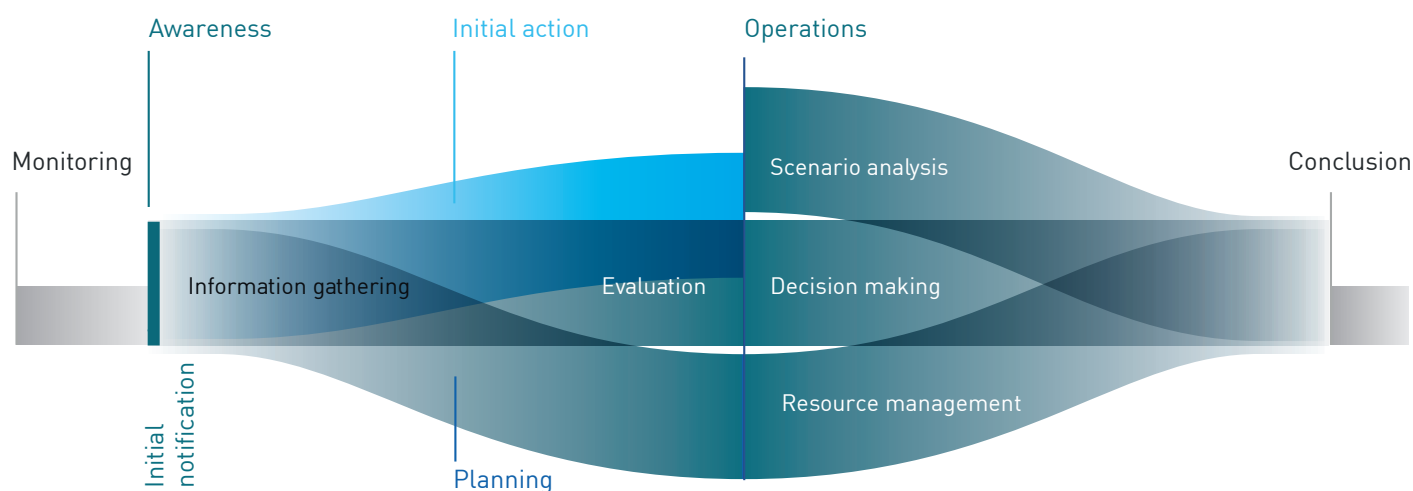 Awareness
Initial action
Operations
Monitoring
Scenario analysis
Conclusion
Information gathering
Evaluation
Decision making
Resource management
Initial
notification
Planning